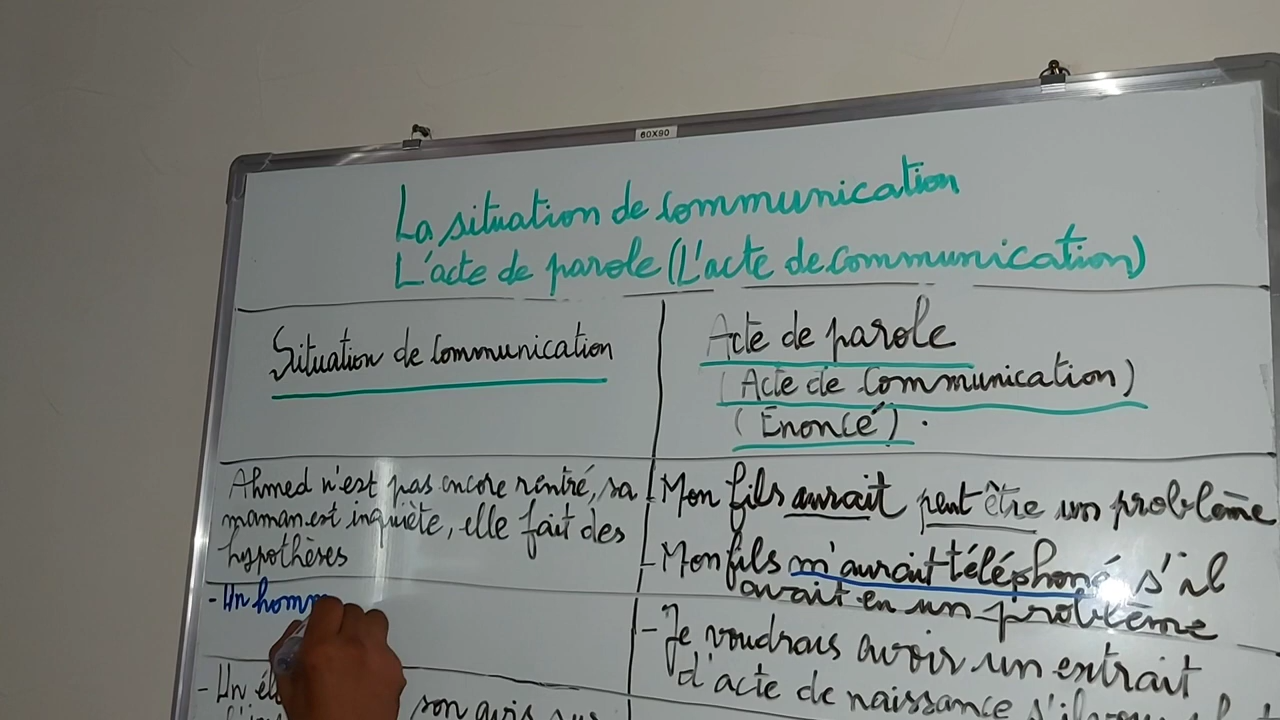 60X90
La situation de communication
L'acte de parole (L'acte de communication)
Situation de communication
Acte de parole
(Acte de communication)
(Enoncé).
Ahmed n'est pas encore rentré, sa
maman est inquiète, elle fait des
hypothèses
- Mon fils aurait peut être un problème
- Mon fils m'aurait téléphoné s'il
avait en un problème
- Un homm
- Je voudrais avoir un extrait
d'acte de naissance s'il
- Un
son avis sur